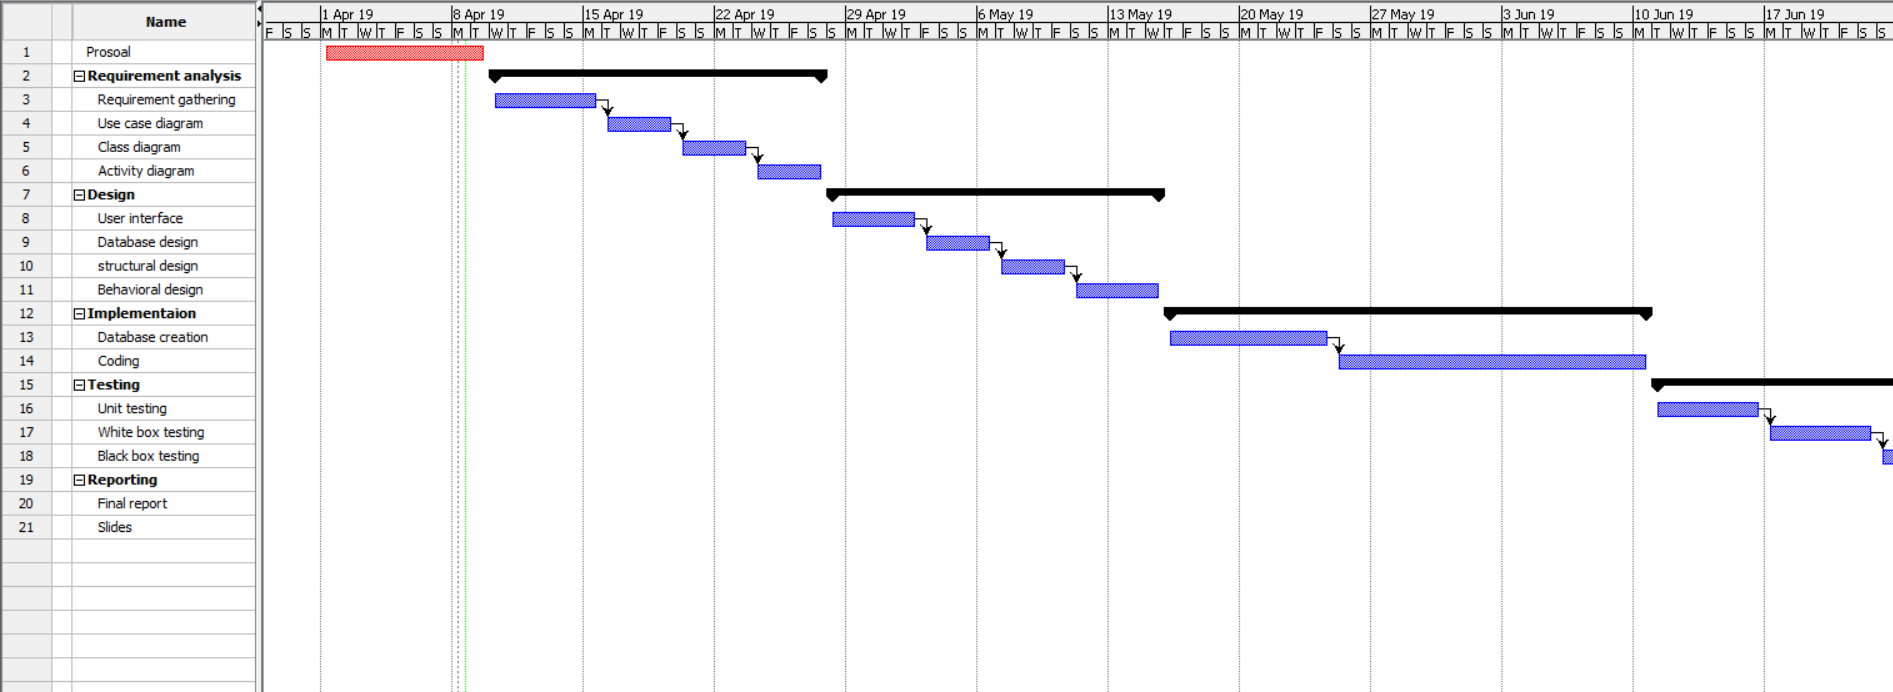 Name
1 Apr 19 8 Apr 19 15 Apr 19 22 Apr 19 29 Apr 19 6 May 19 13 May 19 20 May 19 27 May 19 3 Jun 19 10 Jun 19 17 Jun 19
F S S M T W T F S S M T W T F S S M T W T F S S M T W T F S S M T W T F S S M T W T F S S M T W T F S S M T W T F S S M T W T F S S M T W T F S S M T W T F S S M T W T F S S
1 Prosoal
2 Requirement analysis
3 Requirement gathering
4 Use case diagram
5 Class diagram
6 Activity diagram
7 Design
8 User interface
9 Database design
10 structural design
11 Behavioral design
12 Implementaion
13 Database creation
14 Coding
15 Testing
16 Unit testing
17 White box testing
18 Black box testing
19 Reporting
20 Final report
21 Slides